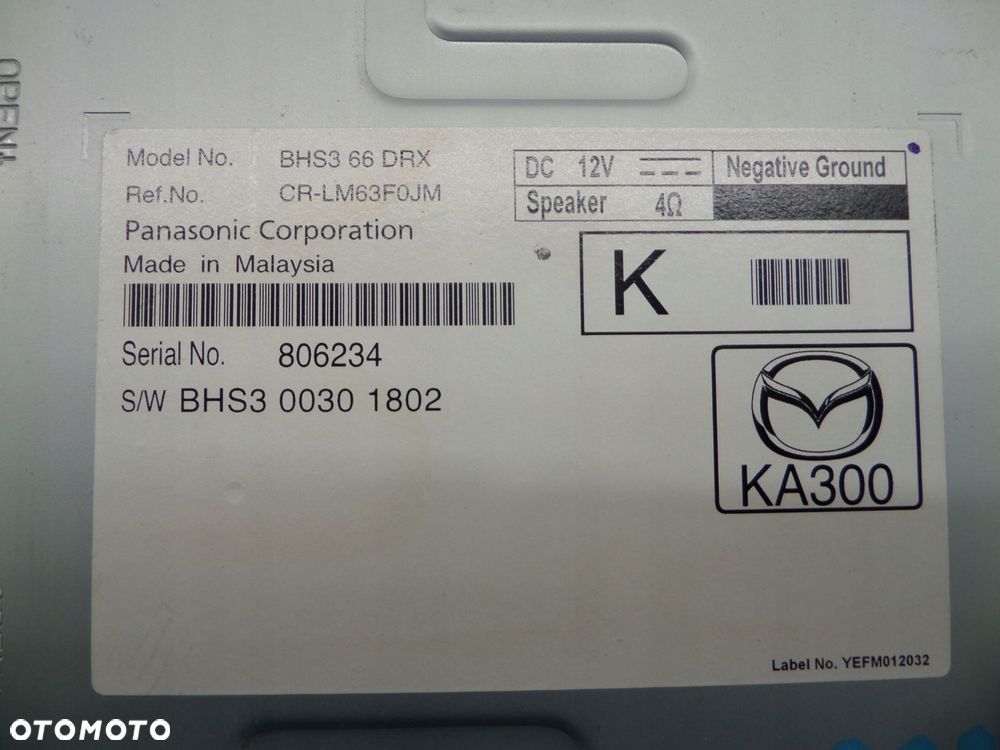 OPEN
Model No. BHS3 66 DRX
Ref.No. CR-LM63F0JM
Panasonic Corporation
Made in Malaysia
Serial No. 806234
S/W BHS3 0030 1802
DC 12V Negative Ground
Speaker 4Ω
K
KA300
Label No. YEFM012032
OTOMOTO